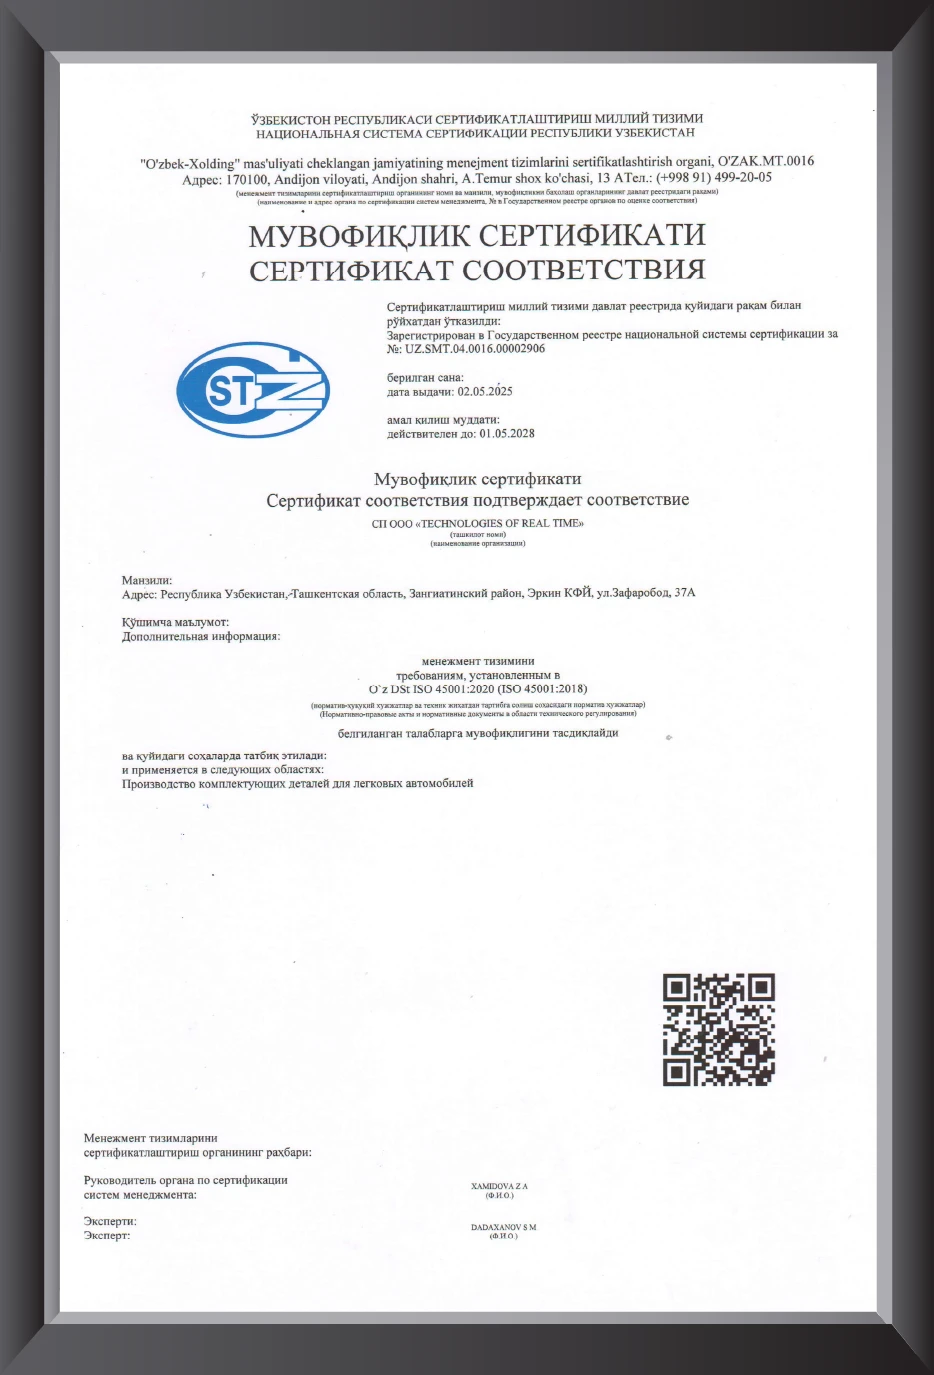 ЎЗБЕКИСТОН РЕСПУБЛИКАСИ СЕРТИФИКАТЛАШТИРИШ МИЛЛИЙ ТИЗИМИ
НАЦИОНАЛЬНАЯ СИСТЕМА СЕРТИФИКАЦИИ РЕСПУБЛИКИ УЗБЕКИСТАН
"O'zbek-Xolding" mas'uliyati cheklangan jamiyatining menejment tizimlarini sertifikatlashtirish organi, O'ZAK.MT.0016
Адрес: 170100, Andijon viloyati, Andijon shahri, A.Temur shox ko'chasi, 13 АТел.: (+998 91) 499-20-05
(менежмент тизимларини сертификатлаштириш органининг номи ва манзили, мувофиқликни баҳолаш органларининг давлат реестридаги рақами)
(наименование и адрес органа по сертификации систем менеджмента, № в Государственном реестре органов по оценке соответствия)
МУВОФИҚЛИК СЕРТИФИКАТИ
СЕРТИФИКАТ СООТВЕТСТВИЯ
Сертификатлаштириш миллий тизими давлат реестрида қуйидаги рақам билан
рўйхатдан ўтказилди:
Зарегистрирован в Государственном реестре национальной системы сертификации за
№: UZ.SMT.04.0016.00002906
ST
берилган сана:
дата выдачи: 02.05.2025
амал қилиш муддати:
действителен до: 01.05.2028
Мувофиқлик сертификати
Сертификат соответствия подтверждает соответствие
СП ООО «TECHNOLOGIES OF REAL TIME»
(ташкилот номи)
(наименование организации)
Манзили:
Адрес: Республика Узбекистан, Ташкентская область, Зангиатинский район, Эркин КФЙ, ул.Зафаробод, 37А
Қўшимча маълумот:
Дополнительная информация:
менежмент тизимини
требованиям, установленным в
O`z DSt ISO 45001:2020 (ISO 45001:2018)
(норматив-ҳуқуқий ҳужжатлар ва техник жиҳатдан тартибга солиш соҳасидаги норматив ҳужжатлар)
(Нормативно-правовые акты и нормативные документы в области технического регулирования)
белгиланган талабларга мувофиқлигини тасдиқлайди
ва қуйидаги соҳаларда татбиқ этилади:
и применяется в следующих областях:
Производство комплектующих деталей для легковых автомобилей
Менежмент тизимларини
сертификатлаштириш органининг раҳбари:
Руководитель органа по сертификации
систем менеджмента:
XAMIDOVA Z A
(Ф.И.О.)
Эксперти:
Эксперт:
DADAXANOV S M
(Ф.И.О.)